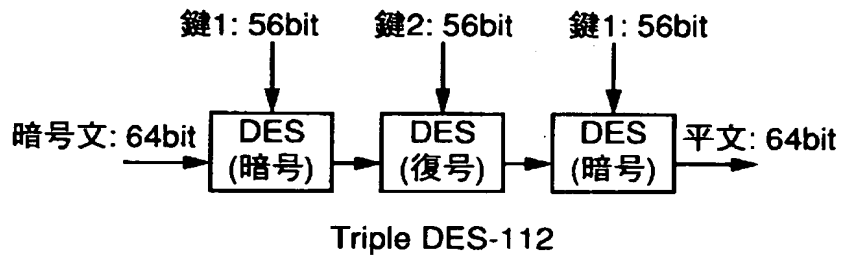 鍵1: 56bit 鍵2: 56bit 鍵1: 56bit
暗号文: 64bit DES (暗号) DES (復号) DES (暗号) 平文: 64bit
Triple DES-112